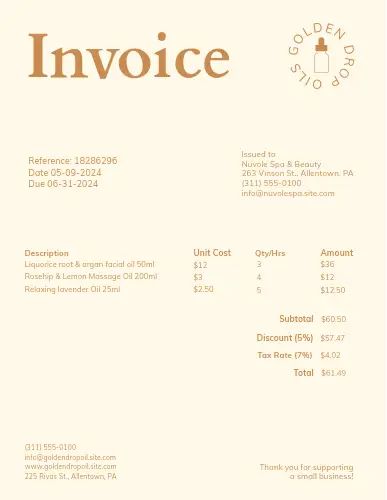 Invoice
GOLDEN DROP OILS
Reference: 18286296
Date 05-09-2024
Due 06-31-2024
Issued to
Nuvole Spa & Beauty
263 Vinson St., Allentown, PA
(311) 555-0100
info@nuvolespa.site.com
Description Unit Cost Qty/Hrs Amount
Liquorice root & argan facial oil 50ml $12 3 $36
Rosehip & Lemon Massage Oil 200ml $3 4 $12
Relaxing lavender Oil 25ml $2.50 5 $12.50
Subtotal $60.50
Discount (5%) $57.47
Tax Rate (7%) $4.02
Total $61.49
(311) 555-0100
info@goldendropoil.site.com
www.goldendropoil.site.com
225 Rivas St., Allentown, PA
Thank you for supporting
a small business!